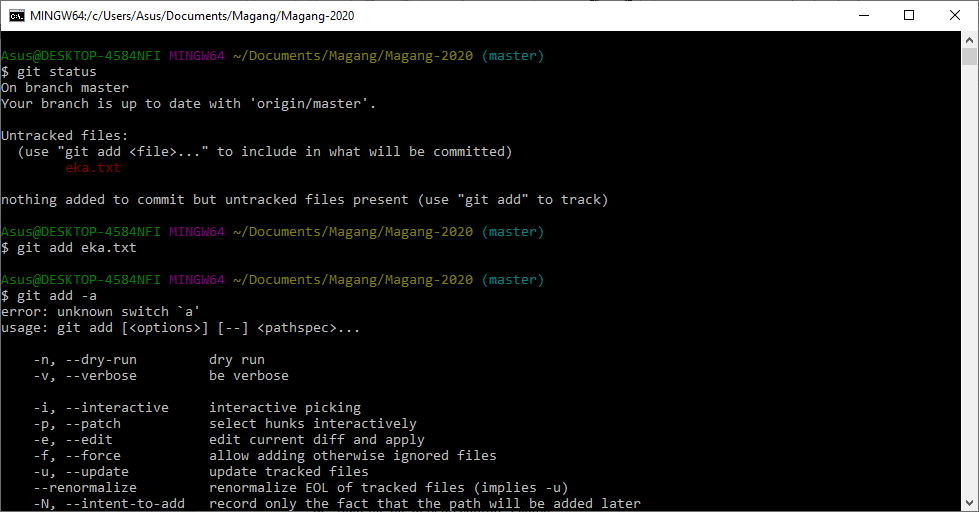 MINGW64:/c/Users/Asus/Documents/Magang/Magang-2020
Asus@DESKTOP-4584NFI MINGW64 ~/Documents/Magang/Magang-2020 (master)
$ git status
On branch master
Your branch is up to date with 'origin/master'.
Untracked files:
  (use "git add <file>..." to include in what will be committed)
        eka.txt
nothing added to commit but untracked files present (use "git add" to track)
Asus@DESKTOP-4584NFI MINGW64 ~/Documents/Magang/Magang-2020 (master)
$ git add eka.txt
Asus@DESKTOP-4584NFI MINGW64 ~/Documents/Magang/Magang-2020 (master)
$ git add -a
error: unknown switch `a'
usage: git add [<options>] [--] <pathspec>...
    -n, --dry-run         dry run
    -v, --verbose         be verbose
    -i, --interactive     interactive picking
    -p, --patch           select hunks interactively
    -e, --edit            edit current diff and apply
    -f, --force           allow adding otherwise ignored files
    -u, --update          update tracked files
    --renormalize         renormalize EOL of tracked files (implies -u)
    -N, --intent-to-add   record only the fact that the path will be added later